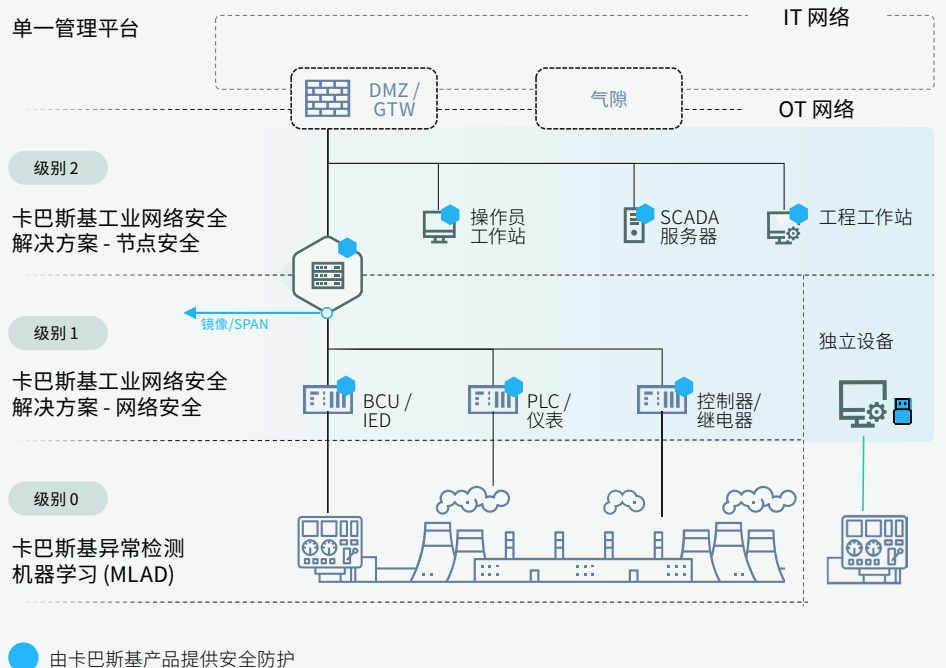 单一管理平台
IT 网络
DMZ /
GTW
气隙
OT 网络
级别 2
卡巴斯基工业网络安全
解决方案 - 节点安全
操作员
工作站
SCADA
服务器
工程工作站
镜像/SPAN
级别 1
卡巴斯基工业网络安全
解决方案 - 网络安全
BCU /
IED
PLC /
仪表
控制器/
继电器
独立设备
级别 0
卡巴斯基异常检测
机器学习 (MLAD)
由卡巴斯基产品提供安全防护